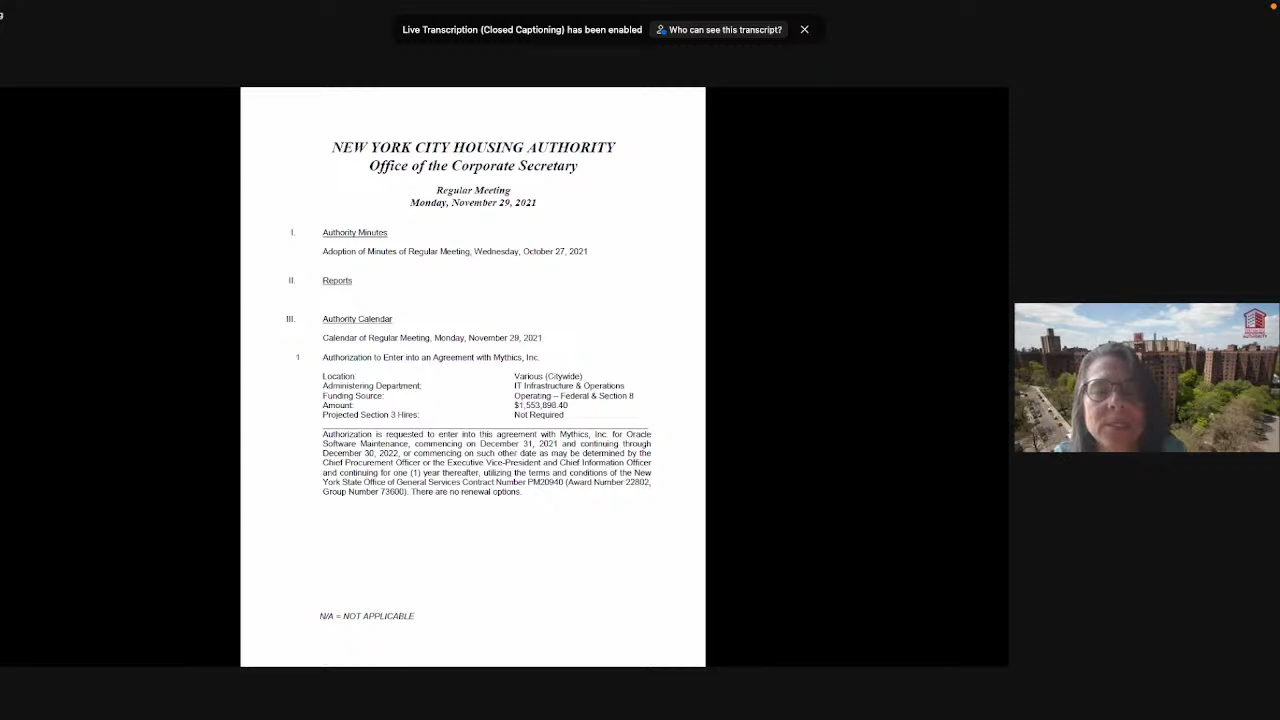 Live Transcription (Closed Captioning) has been enabled
Who can see this transcript?
NEW YORK CITY HOUSING AUTHORITY
Office of the Corporate Secretary
Regular Meeting
Monday, November 29, 2021
I. Authority Minutes
Adoption of Minutes of Regular Meeting, Wednesday, October 27, 2021
II. Reports
III. Authority Calendar
Calendar of Regular Meeting, Monday, November 29, 2021
1 Authorization to Enter into an Agreement with Mythics, Inc.
Location: Various (Citywide)
Administering Department: IT Infrastructure & Operations
Funding Source: Operating – Federal & Section 8
Amount: $1,553,898.40
Projected Section 3 Hires: Not Required
Authorization is requested to enter into this agreement with Mythics, Inc. for Oracle
Software Maintenance, commencing on December 31, 2021 and continuing through
December 30, 2022, or commencing on such other date as may be determined by the
Chief Procurement Officer or the Executive Vice-President and Chief Information Officer
and continuing for one (1) year thereafter, utilizing the terms and conditions of the New
York State Office of General Services Contract Number PM20940 (Award Number 22802,
Group Number 73600). There are no renewal options.
N/A = NOT APPLICABLE